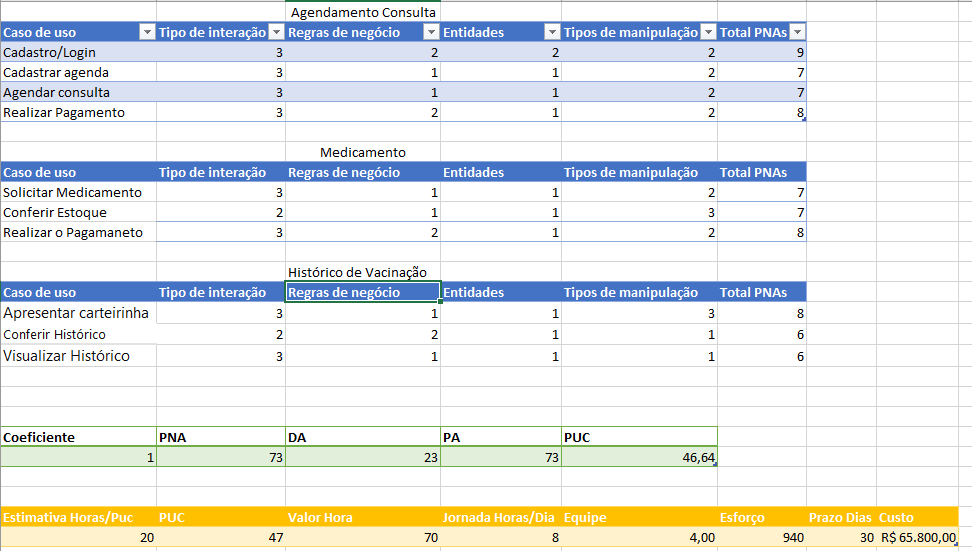 Agendamento Consulta
Caso de uso Tipo de interação Regras de negócio Entidades Tipos de manipulação Total PNAs
Cadastro/Login 3 2 2 2 9
Cadastrar agenda 3 1 1 2 7
Agendar consulta 3 1 1 2 7
Realizar Pagamento 3 2 1 2 8
Medicamento
Caso de uso Tipo de interação Regras de negócio Entidades Tipos de manipulação Total PNAs
Solicitar Medicamento 3 1 1 2 7
Conferir Estoque 2 1 1 3 7
Realizar o Pagamaneto 3 2 1 2 8
Histórico de Vacinação
Caso de uso Tipo de interação Regras de negócio Entidades Tipos de manipulação Total PNAs
Apresentar carteirinha 3 1 1 3 8
Conferir Histórico 2 2 1 1 6
Visualizar Histórico 3 1 1 1 6
Coeficiente PNA DA PA PUC
1 73 23 73 46,64
Estimativa Horas/Puc PUC Valor Hora Jornada Horas/Dia Equipe Esforço Prazo Dias Custo
20 47 70 8 4,00 940 30 R$ 65.800,00